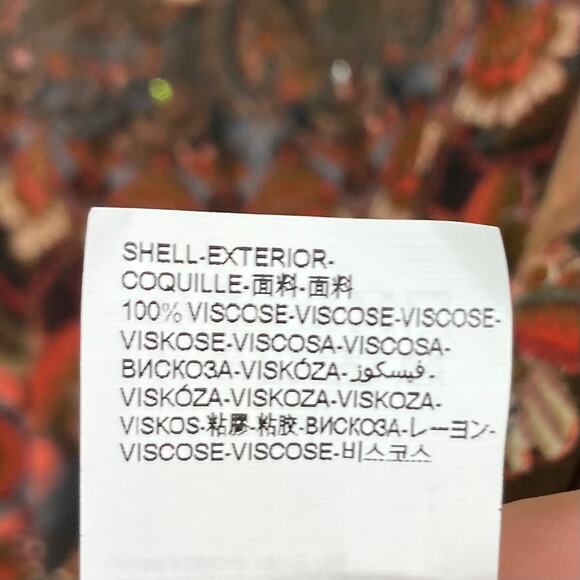 SHELL-EXTERIOR-
COQUILLE-面料-面料
100% VISCOSE-VISCOSE-VISCOSE-
VISKOSE-VISCOSA-VISCOSA-
ВИСКОЗА-VISKÓZA-فيسكوز-
VISKÓZA-VISKOZA-VISKOZA-
VISKOS-粘膠-粘胶-ВИСКОЗА-レーヨン-
VISCOSE-VISCOSE-비스코스